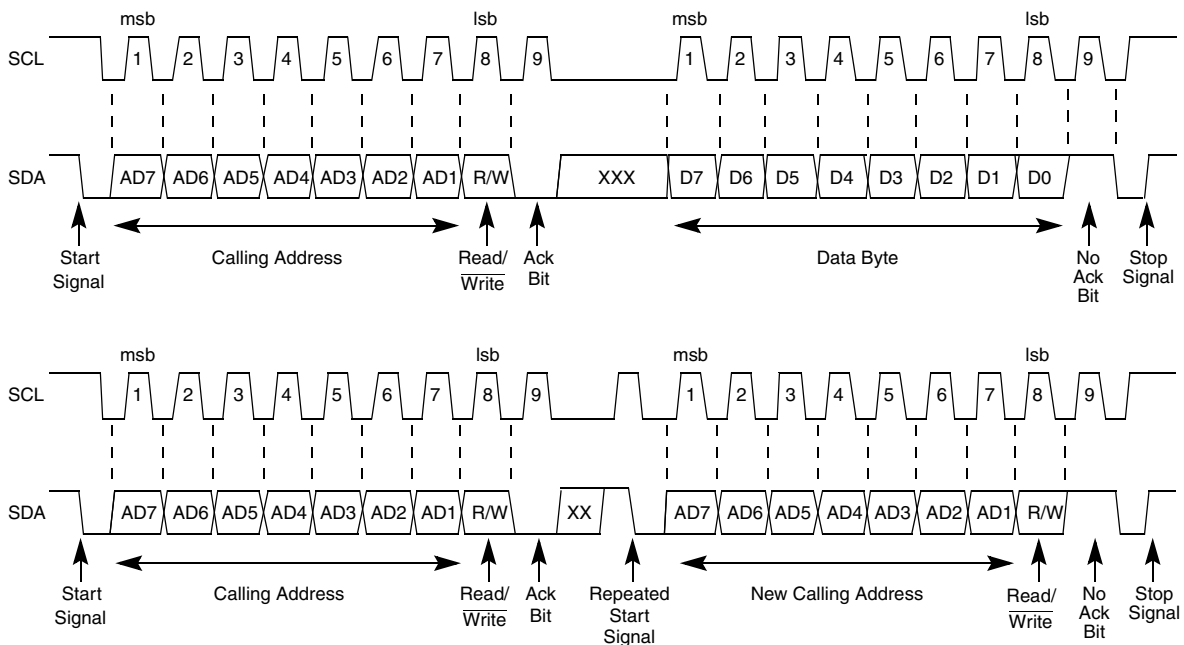 msb lsb msb lsb
SCL 1 2 3 4 5 6 7 8 9 1 2 3 4 5 6 7 8 9
SDA AD7 AD6 AD5 AD4 AD3 AD2 AD1 R/W XXX D7 D6 D5 D4 D3 D2 D1 D0
Start Signal
Calling Address
Read/Write
Ack Bit
Data Byte
No Ack Bit
Stop Signal
msb lsb msb lsb
SCL 1 2 3 4 5 6 7 8 9 1 2 3 4 5 6 7 8 9
SDA AD7 AD6 AD5 AD4 AD3 AD2 AD1 R/W XX AD7 AD6 AD5 AD4 AD3 AD2 AD1 R/W
Start Signal
Calling Address
Read/Write
Ack Bit
Repeated Start Signal
New Calling Address
Read/Write
No Ack Bit
Stop Signal